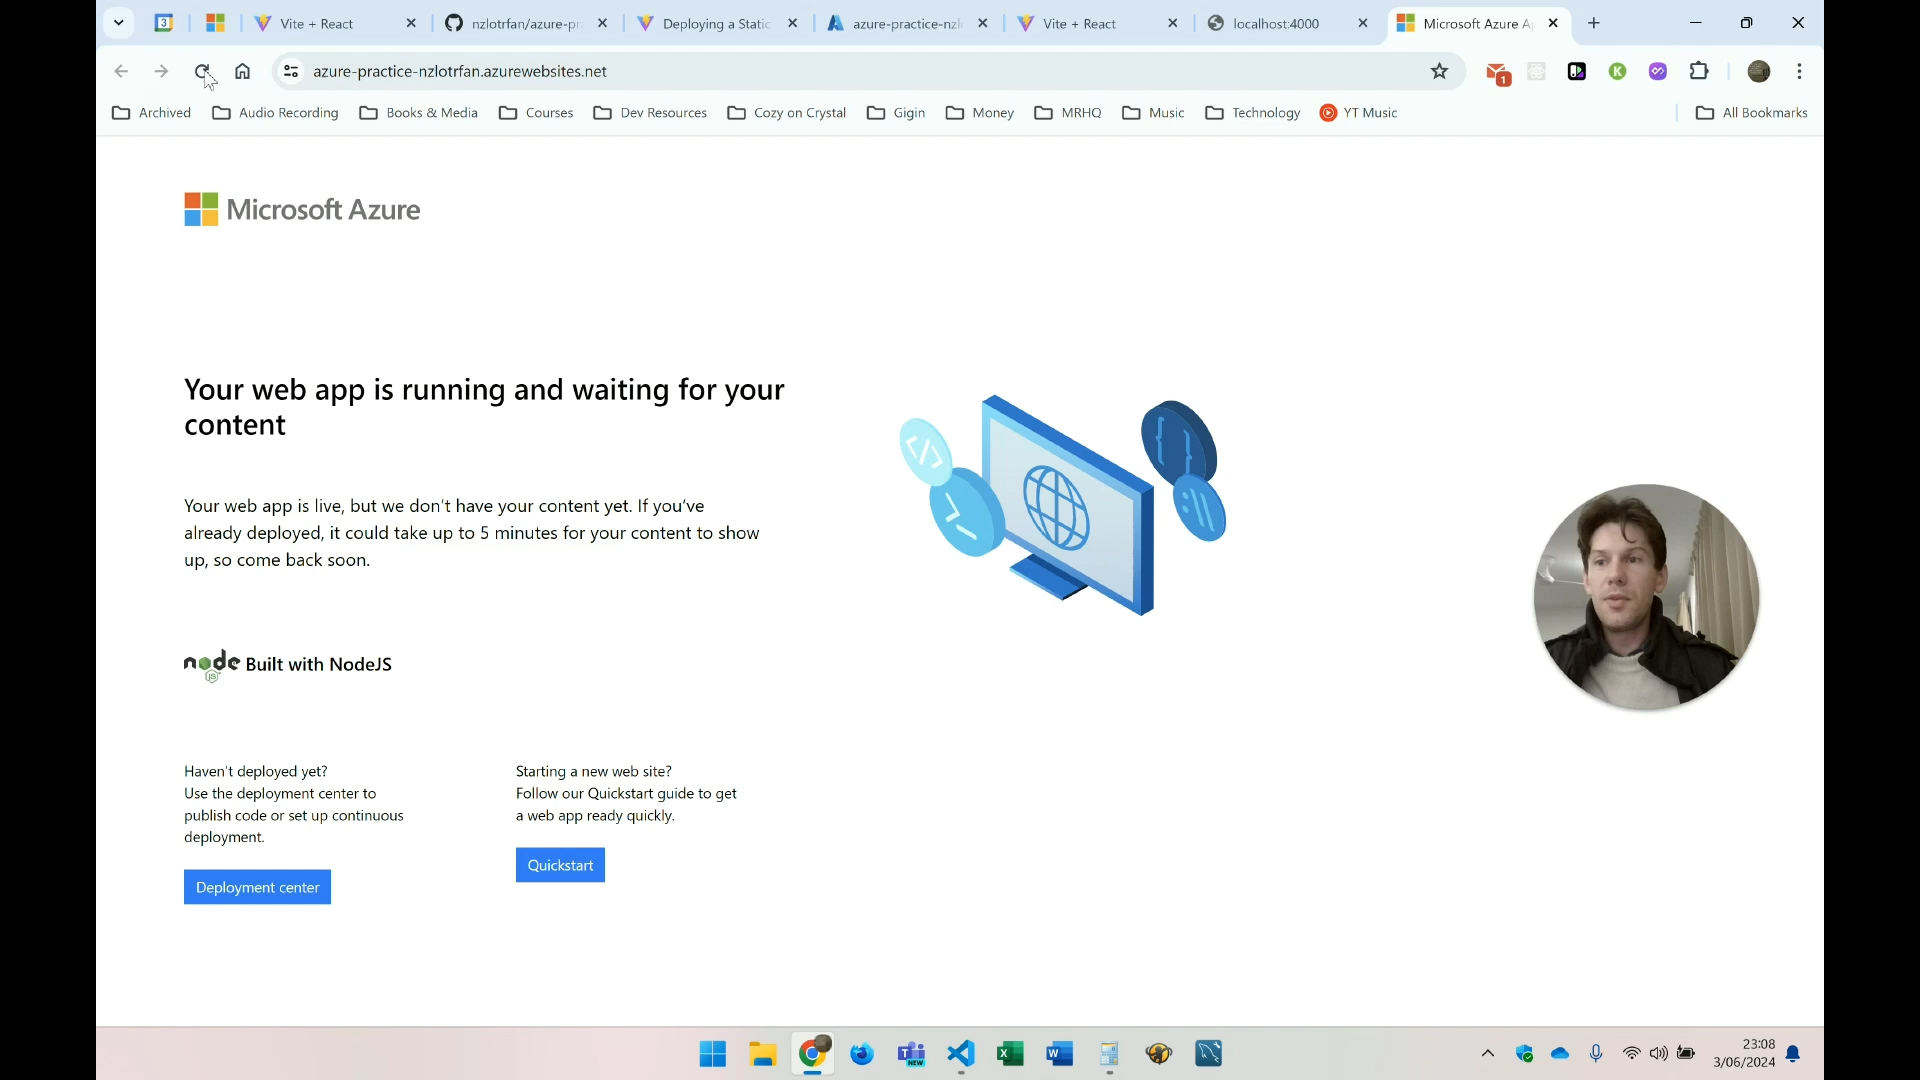 3
Vite + React
nzlotrfan/azure-pr
Deploying a Static
azure-practice-nzl
Vite + React
localhost:4000
Microsoft Azure A
azure-practice-nzlotrfan.azurewebsites.net
1
K
Archived
Audio Recording
Books & Media
Courses
Dev Resources
Cozy on Crystal
Gigin
Money
MRHQ
Music
Technology
YT Music
All Bookmarks
Microsoft Azure
Your web app is running and waiting for your
content
Your web app is live, but we don't have your content yet. If you've
already deployed, it could take up to 5 minutes for your content to show
up, so come back soon.
node Built with NodeJS
JS
Haven't deployed yet?
Use the deployment center to
publish code or set up continuous
deployment.
Deployment center
Starting a new web site?
Follow our Quickstart guide to get
a web app ready quickly.
Quickstart
T
NEW
X
W
23:08
3/06/2024